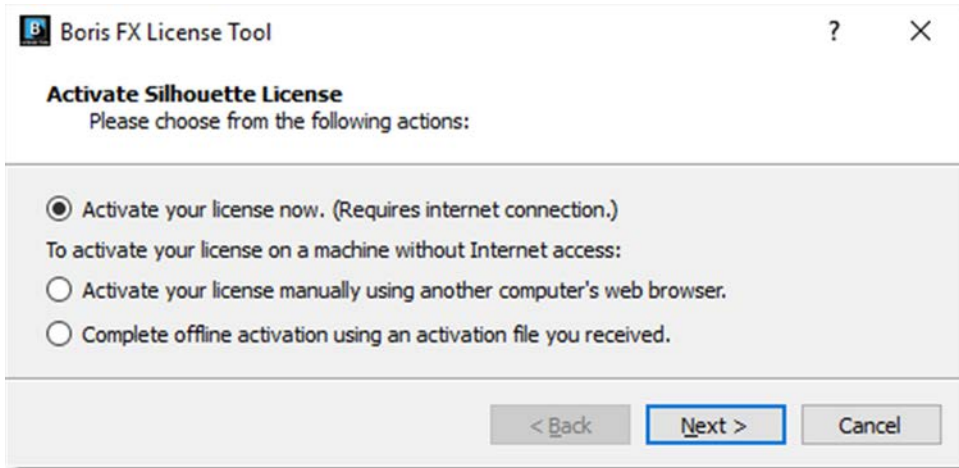 Boris FX License Tool
Activate Silhouette License
Please choose from the following actions:
Activate your license now. (Requires internet connection.)
To activate your license on a machine without Internet access:
Activate your license manually using another computer's web browser.
Complete offline activation using an activation file you received.
< Back Next > Cancel